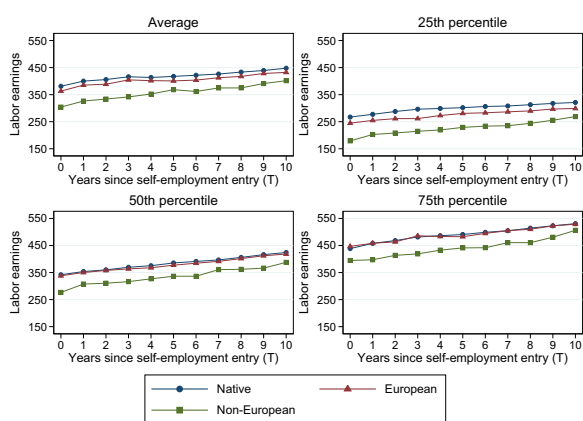 Average
25th percentile
Labor earnings
550
450
350
250
150
0 1 2 3 4 5 6 7 8 9 10
Years since self-employment entry (T)
Labor earnings
550
450
350
250
150
0 1 2 3 4 5 6 7 8 9 10
Years since self-employment entry (T)
50th percentile
75th percentile
Labor earnings
550
450
350
250
150
0 1 2 3 4 5 6 7 8 9 10
Years since self-employment entry (T)
Labor earnings
550
450
350
250
150
0 1 2 3 4 5 6 7 8 9 10
Years since self-employment entry (T)
Native
European
Non-European